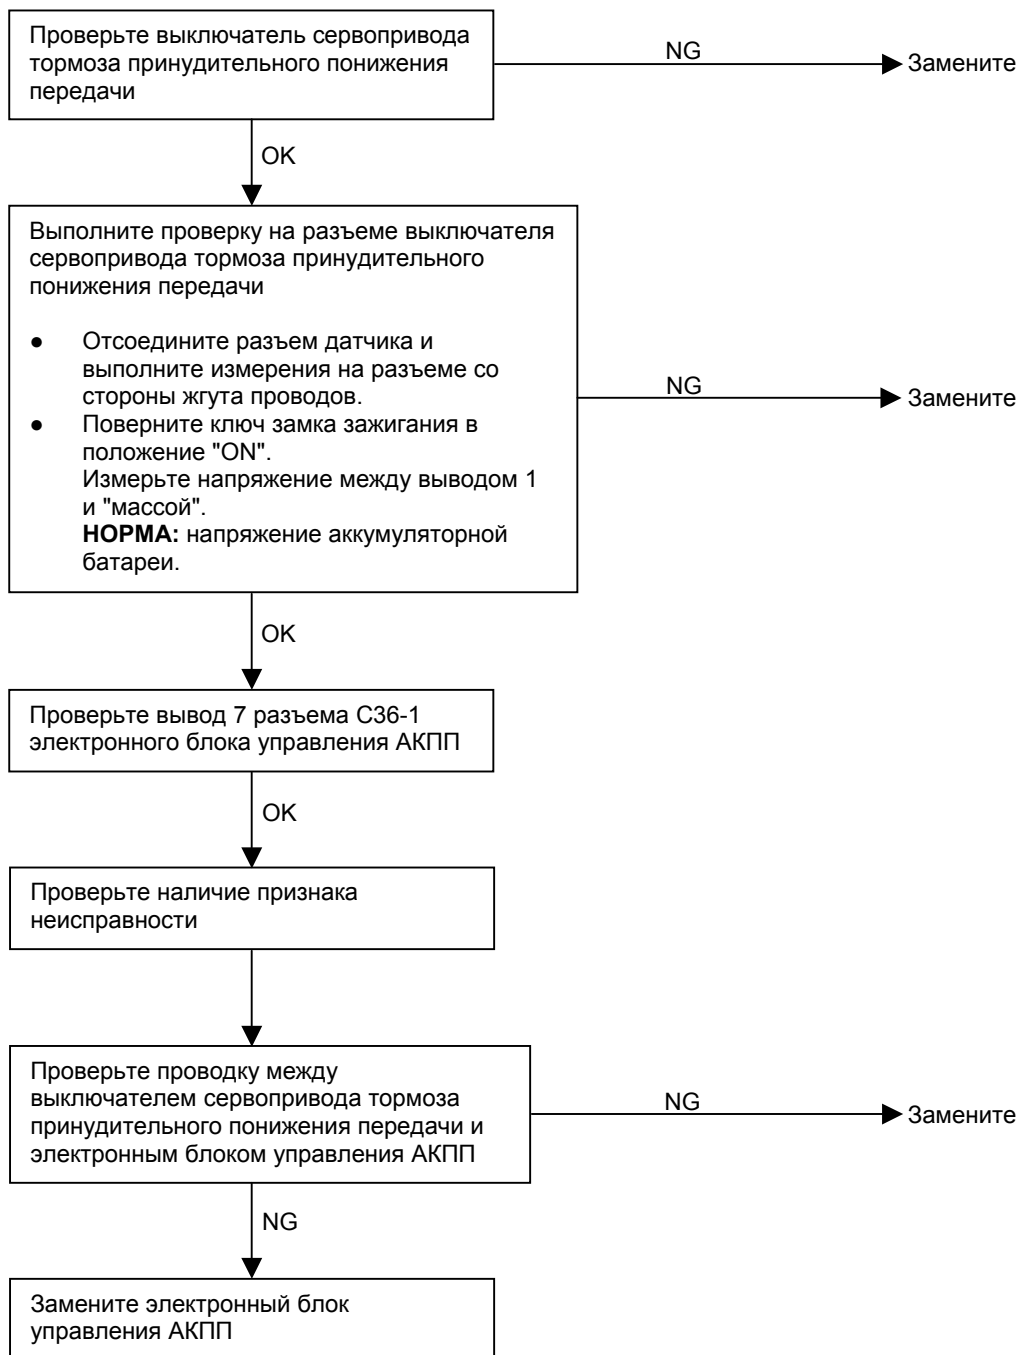 Проверьте выключатель сервопривода
тормоза принудительного понижения
передачи
NG
Замените
OK
Выполните проверку на разъеме выключателя
сервопривода тормоза принудительного
понижения передачи
● Отсоедините разъем датчика и
выполните измерения на разъеме со
стороны жгута проводов.
● Поверните ключ замка зажигания в
положение "ON".
Измерьте напряжение между выводом 1
и "массой".
НОРМА: напряжение аккумуляторной
батареи.
NG
Замените
OK
Проверьте вывод 7 разъема C36-1
электронного блока управления АКПП
OK
Проверьте наличие признака
неисправности
Проверьте проводку между
выключателем сервопривода тормоза
принудительного понижения передачи и
электронным блоком управления АКПП
NG
Замените
NG
Замените электронный блок
управления АКПП